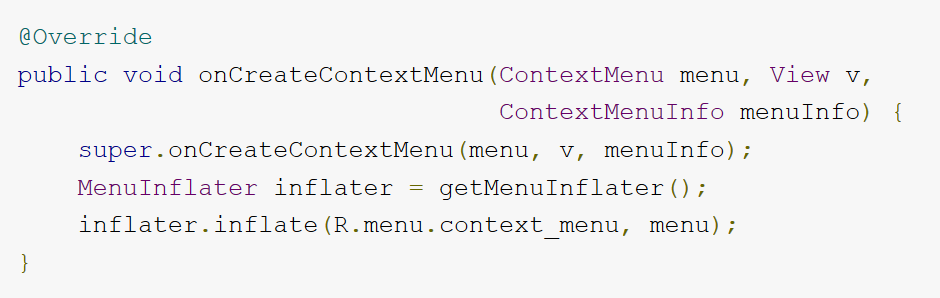 @Override
public void onCreateContextMenu(ContextMenu menu, View v,
                                ContextMenuInfo menuInfo) {
    super.onCreateContextMenu(menu, v, menuInfo);
    MenuInflater inflater = getMenuInflater();
    inflater.inflate(R.menu.context_menu, menu);
}